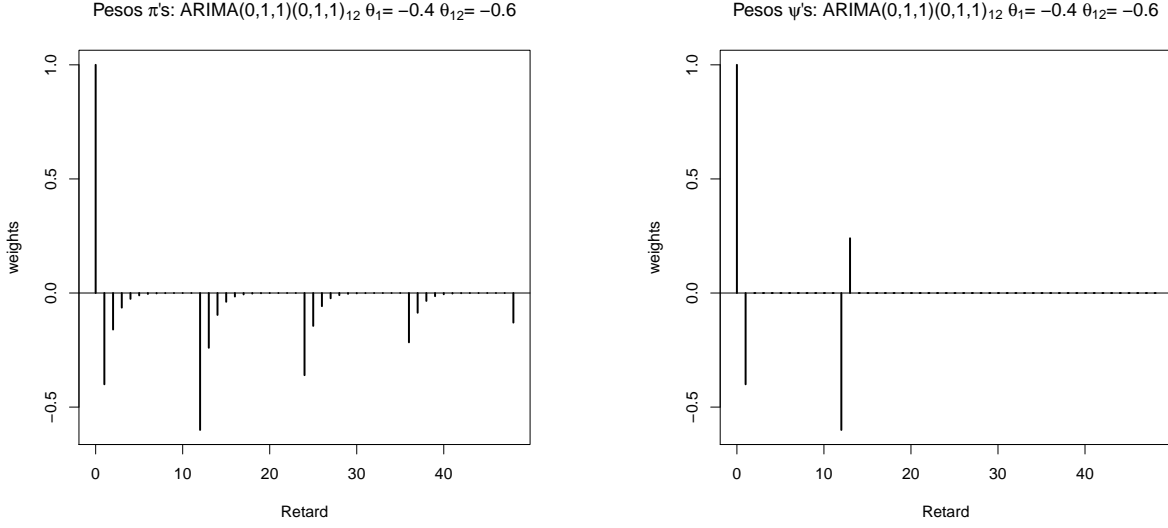 Pesos π's: ARIMA(0,1,1)(0,1,1)₁₂ θ₁= −0.4 θ₁₂= −0.6
1.0
0.5
0.0
−0.5
weights
0 10 20 30 40
Retard
Pesos ψ's: ARIMA(0,1,1)(0,1,1)₁₂ θ₁= −0.4 θ₁₂= −0.6
1.0
0.5
0.0
−0.5
weights
0 10 20 30 40
Retard